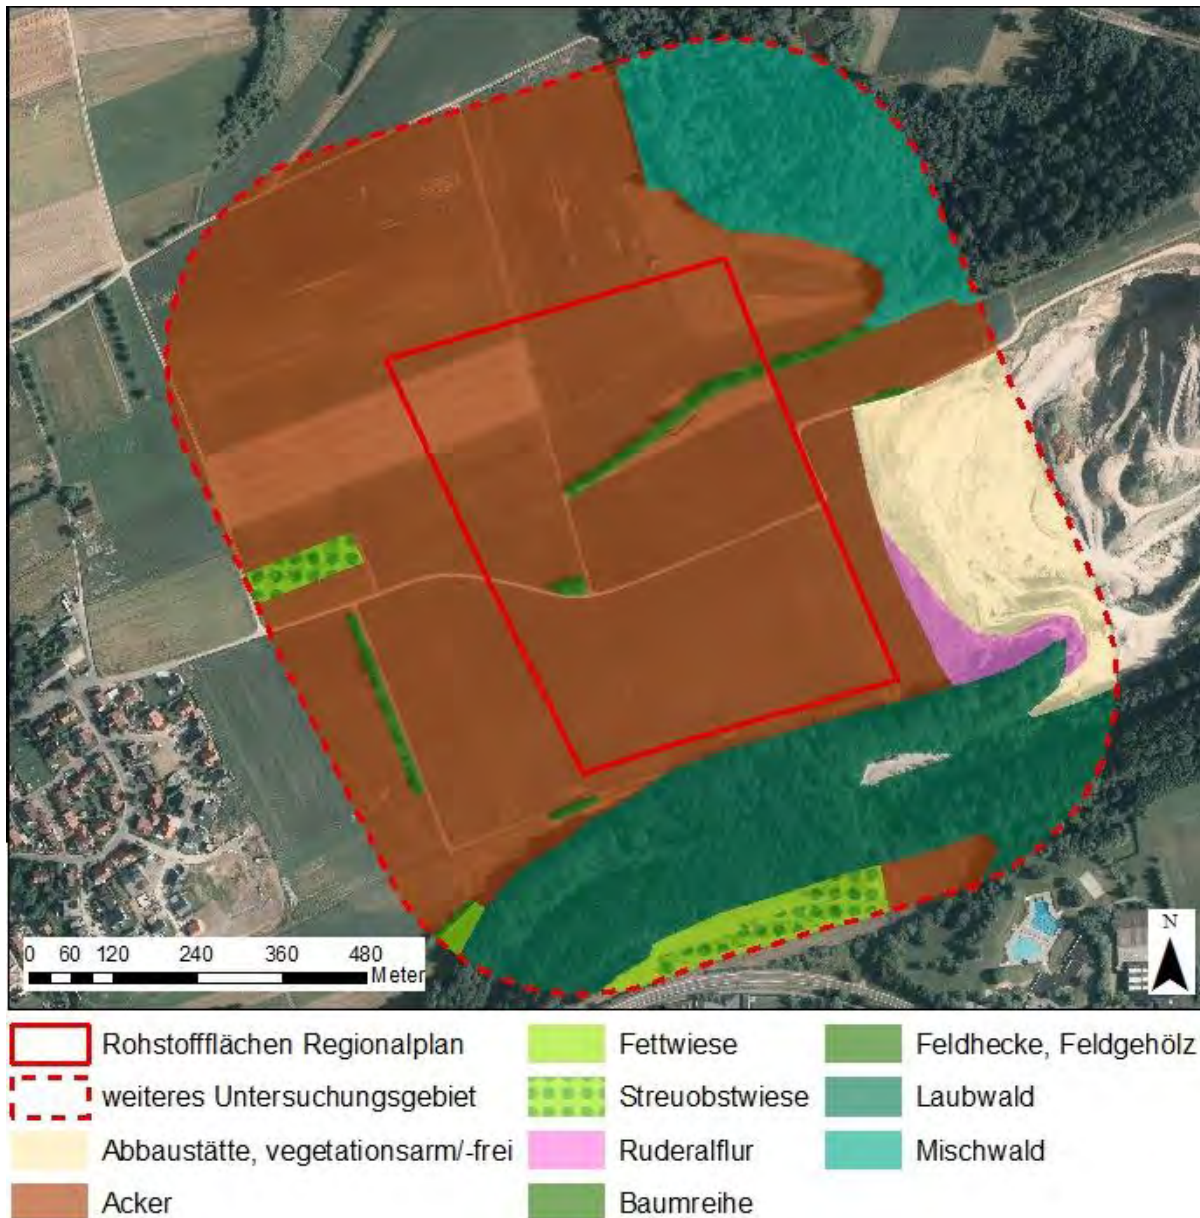 N
0 60 120 240 360 480
Meter
Rohstoffflächen Regionalplan
weiteres Untersuchungsgebiet
Abbaustätte, vegetationsarm/-frei
Acker
Fettwiese
Streuobstwiese
Ruderalflur
Baumreihe
Feldhecke, Feldgehölz
Laubwald
Mischwald